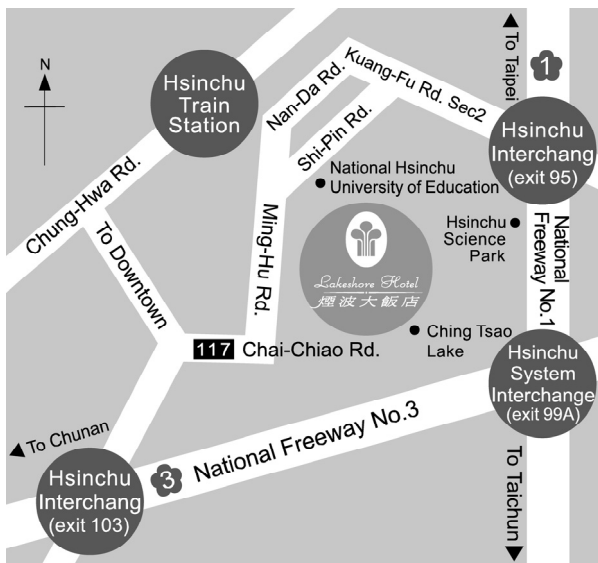 N
Hsinchu
Train
Station
Nan-Da Rd.
Kuang-Fu Rd. Sec2
To Taipei
1
Hsinchu
Interchang
(exit 95)
Shi-Pin Rd.
National Hsinchu
University of Education
Chung-Hwa Rd.
To Downtown
Ming-Hu Rd.
Lakeshore Hotel
煙波大飯店
Hsinchu
Science
Park
National
Freeway No.1
117
Chai-Chiao Rd.
Ching Tsao
Lake
Hsinchu
System
Interchange
(exit 99A)
To Chunan
National Freeway No.3
3
Hsinchu
Interchang
(exit 103)
To Taichun